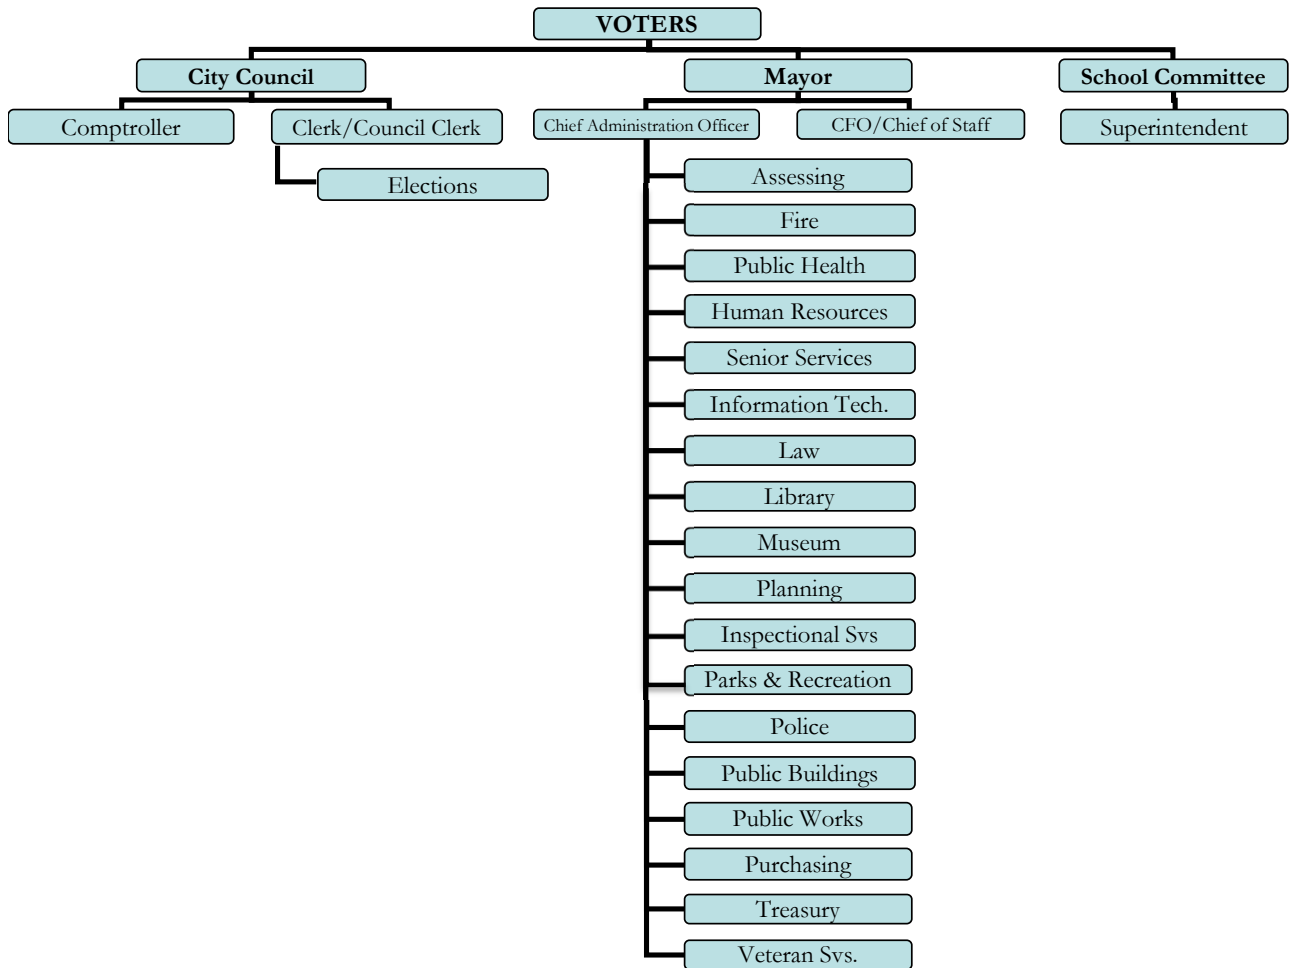 VOTERS
City Council
Mayor
School Committee
Comptroller
Clerk/Council Clerk
Chief Administration Officer
CFO/Chief of Staff
Superintendent
Elections
Assessing
Fire
Public Health
Human Resources
Senior Services
Information Tech.
Law
Library
Museum
Planning
Inspectional Svs
Parks & Recreation
Police
Public Buildings
Public Works
Purchasing
Treasury
Veteran Svs.